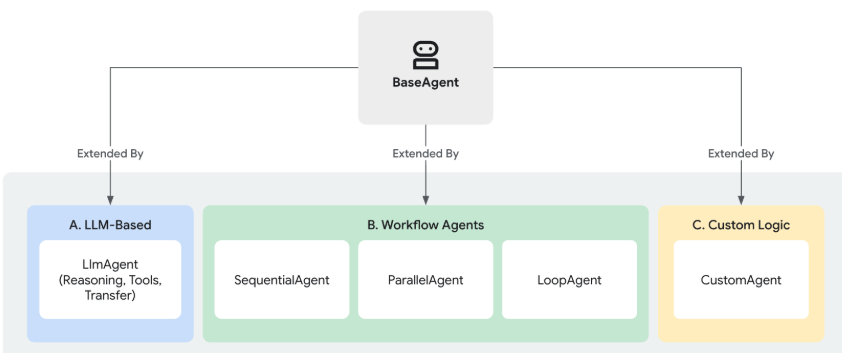 BaseAgent
Extended By
Extended By
Extended By
A. LLM-Based
LlmAgent
(Reasoning, Tools,
Transfer)
B. Workflow Agents
SequentialAgent
ParallelAgent
LoopAgent
C. Custom Logic
CustomAgent